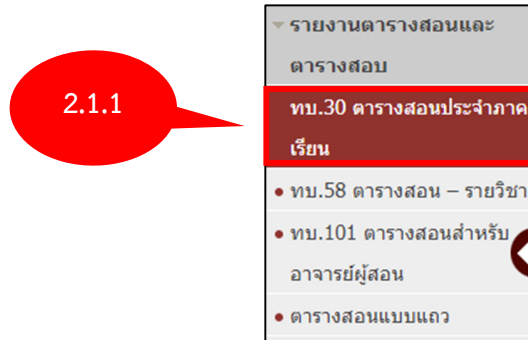 รายงานตารางสอนและ
ตารางสอบ
2.1.1
ทบ.30 ตารางสอนประจำภาค
เรียน
ทบ.58 ตารางสอน – รายวิชา
ทบ.101 ตารางสอนสำหรับ
อาจารย์ผู้สอน
ตารางสอนแบบแถว